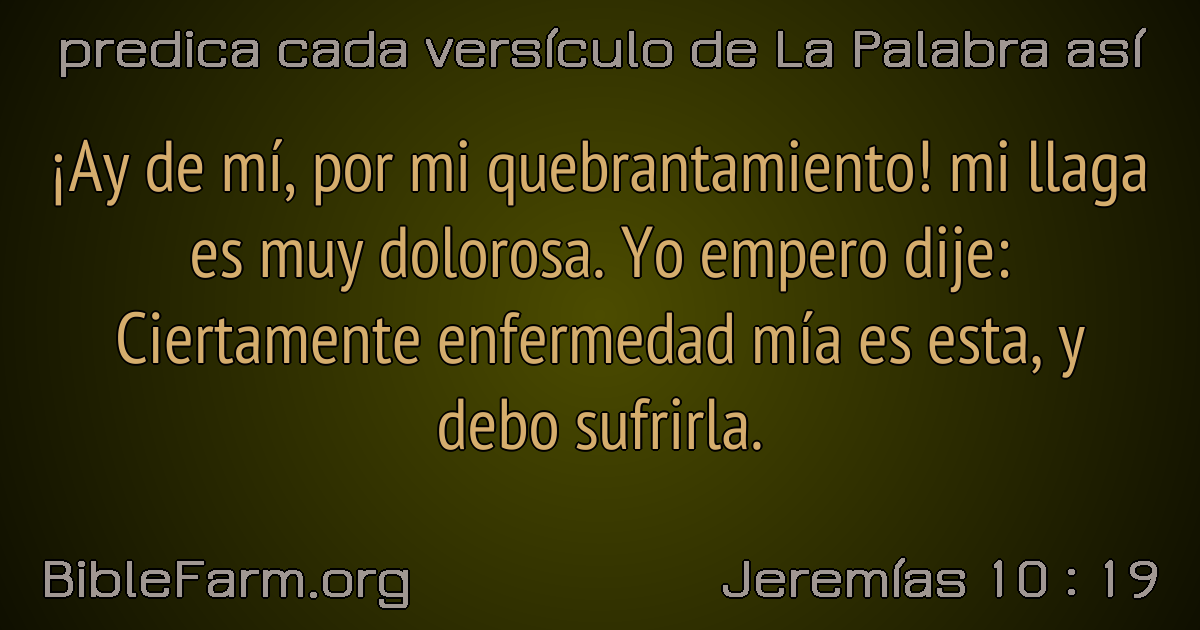 predica cada versículo de La Palabra así
¡Ay de mí, por mi quebrantamiento! mi llaga
es muy dolorosa. Yo empero dije:
Ciertamente enfermedad mía es esta, y
debo sufrirla.
BibleFarm.org
Jeremías 10 : 19